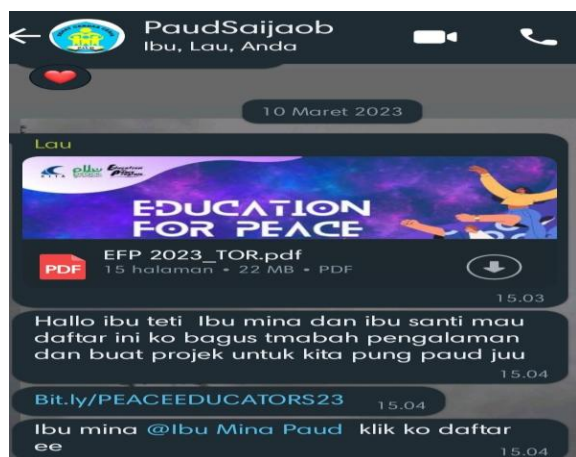 PaudSaijaob
Ibu, Lau, Anda
10 Maret 2023
Lau
EDUCATION
FOR PEACE
EFP 2023_TOR.pdf
PDF
15 halaman • 22 MB • PDF
15.03
Hallo ibu teti Ibu mina dan ibu santi mau
daftar ini ko bagus tmabah pengalaman
dan buat projek untuk kita pung paud juu
15.04
Bit.ly/PEACEEDUCATORS23 15.04
Ibu mina @Ibu Mina Paud klik ko daftar
ee
15.04